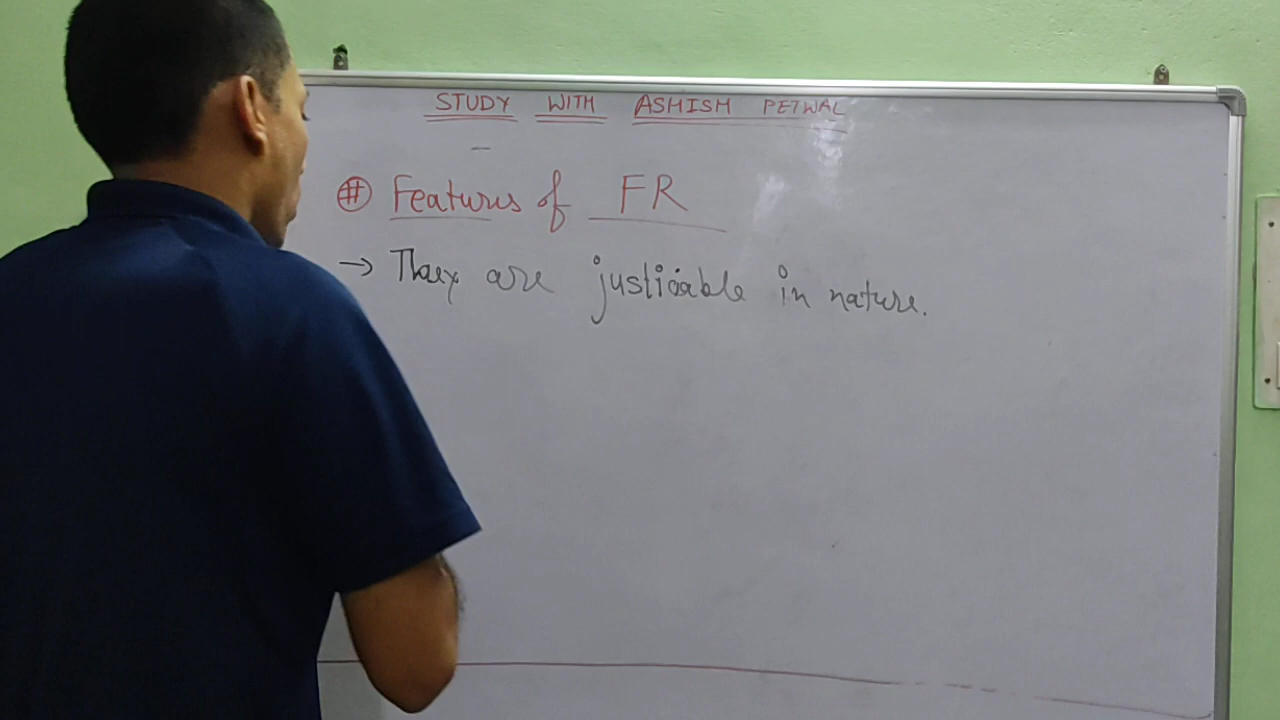 STUDY WITH ASHISH PETWAL
# Features of FR
→ They are justiciable in nature.